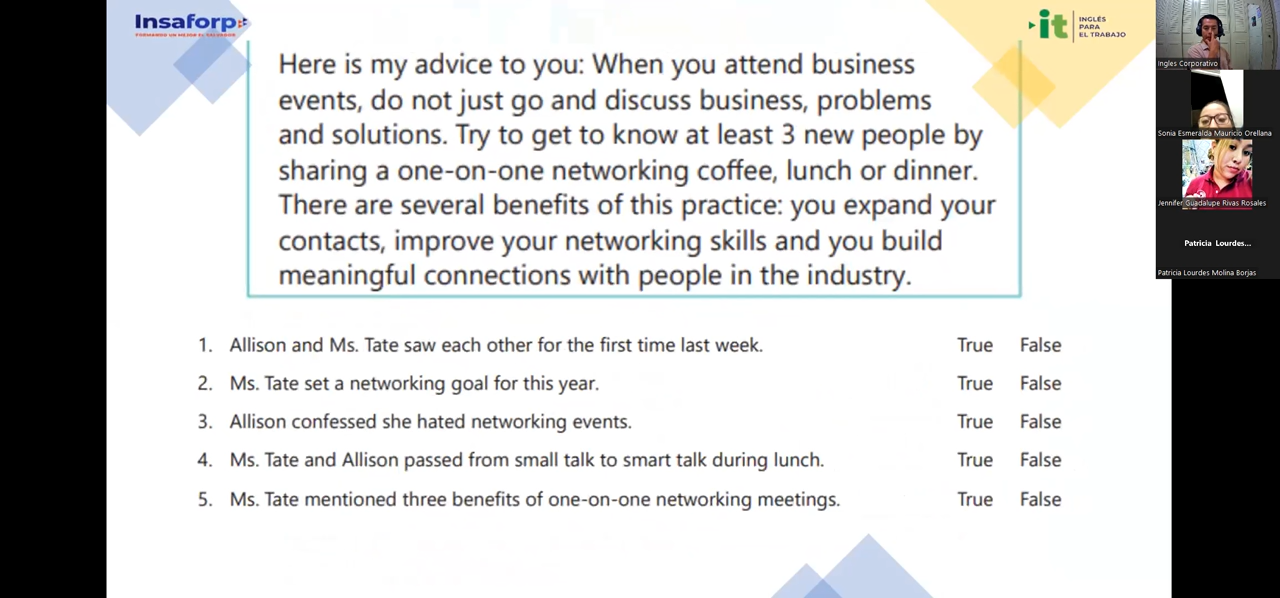 Insaforp
FORMANDO UN MEJOR EL SALVADOR
it
INGLÉS
PARA
EL TRABAJO
Here is my advice to you: When you attend business
events, do not just go and discuss business, problems
and solutions. Try to get to know at least 3 new people by
sharing a one-on-one networking coffee, lunch or dinner.
There are several benefits of this practice: you expand your
contacts, improve your networking skills and you build
meaningful connections with people in the industry.
1. Allison and Ms. Tate saw each other for the first time last week. True False
2. Ms. Tate set a networking goal for this year. True False
3. Allison confessed she hated networking events. True False
4. Ms. Tate and Allison passed from small talk to smart talk during lunch. True False
5. Ms. Tate mentioned three benefits of one-on-one networking meetings. True False
Ingles Corporativo
Sonia Esmeralda Mauricio Orellana
Jennifer Guadalupe Rivas Rosales
Patricia Lourdes...
Patricia Lourdes Molina Borjas